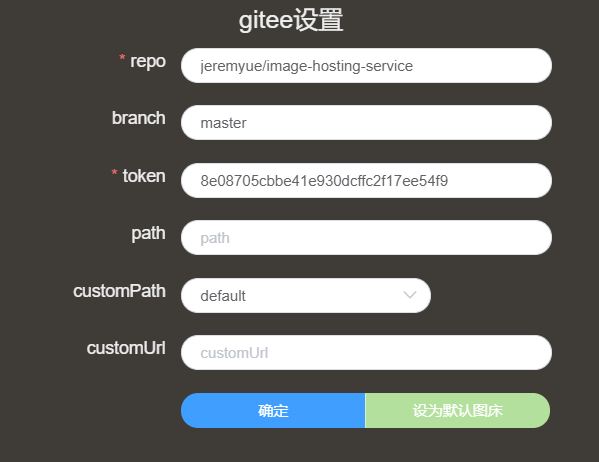 gitee设置
* repo jeremyue/image-hosting-service
branch master
* token 8e08705cbbe41e930dcffc2f17ee54f9
path path
customPath default
customUrl customUrl
确定 设为默认图床